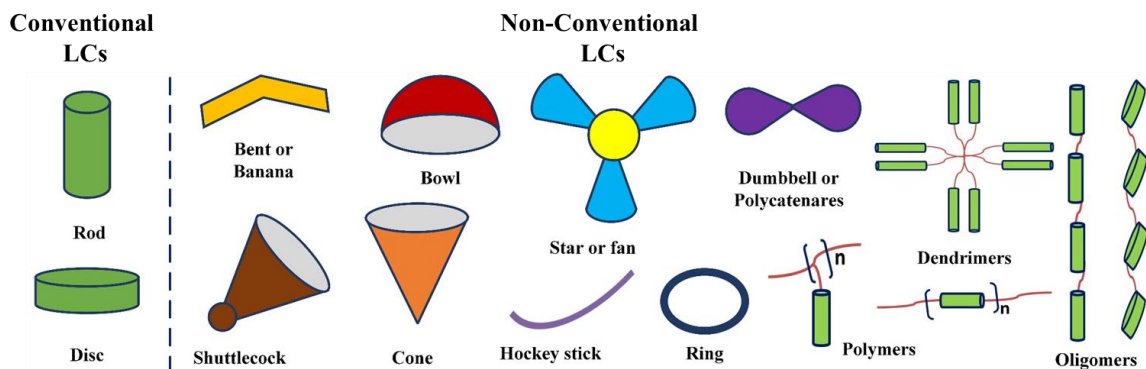 Conventional
LCs
Non-Conventional
LCs
Rod
Disc
Bent or
Banana
Bowl
Star or fan
Dumbbell or
Polycatenares
Dendrimers
Shuttlecock
Cone
Hockey stick
Ring
n
n
Polymers
Oligomers